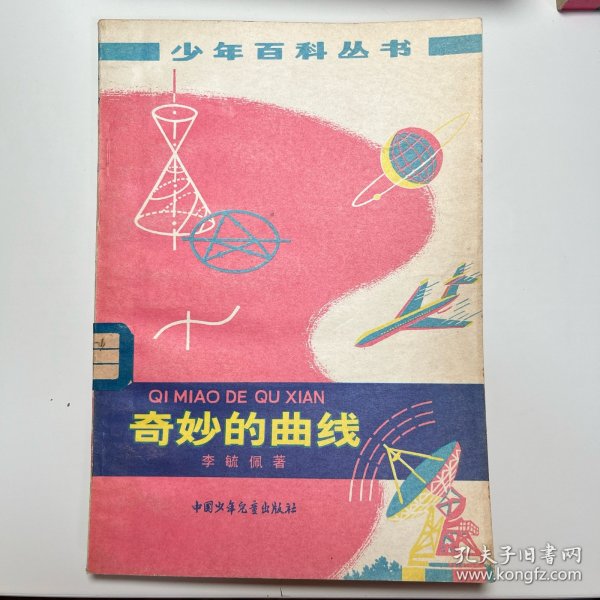 少年百科丛书
QI MIAO DE QU XIAN
奇妙的曲线
李毓佩著
中国少年儿童出版社
孔夫子旧书网
www.kongfz.com